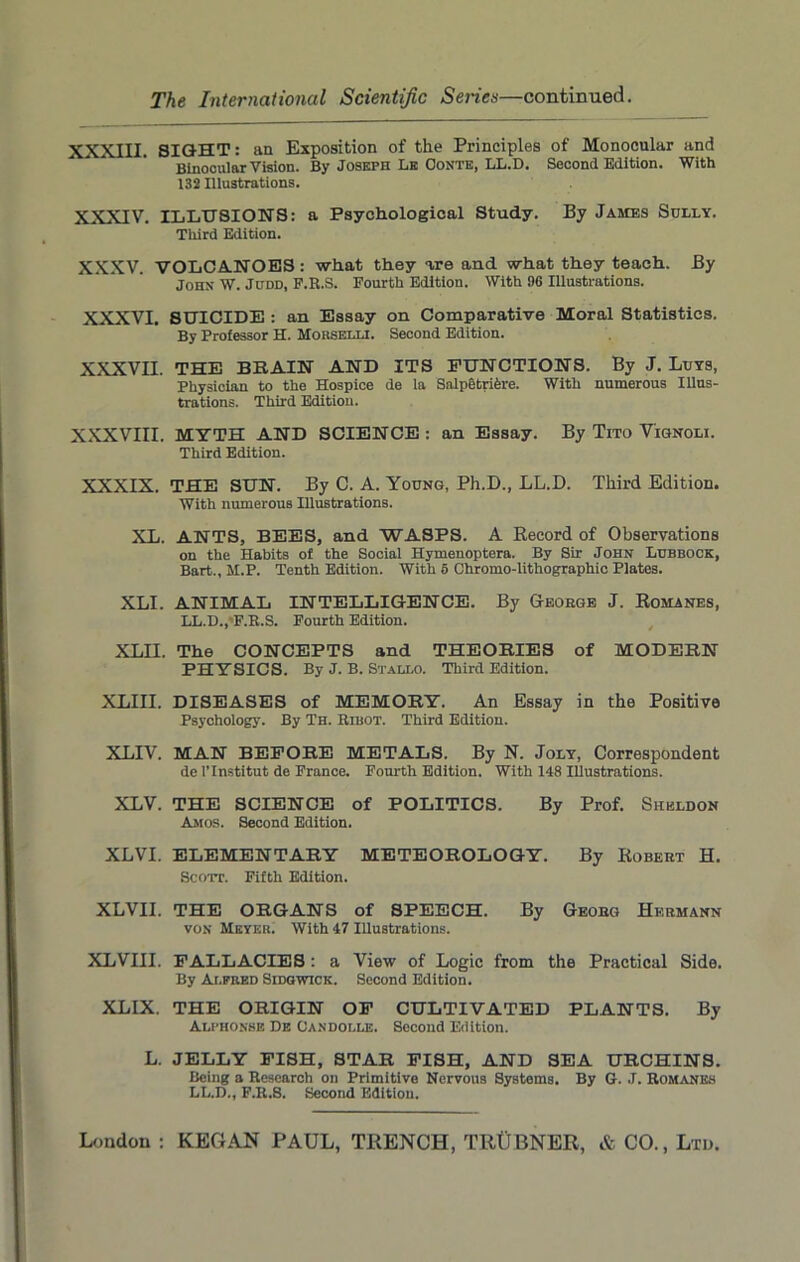 The International Scientific Series—continued.
XXXIII. SIGHT: an Exposition of the Principles of Monocular and
Binocular Vision. By JOSEPH LE CONTE, LL.D. Second Edition. With
132 Illustrations.
XXXIV. ILLUSIONS: a Psychological Study. By JAMES SULLY.
Third Edition.
XXXV. VOLCANOES: what they are and what they teach. By
JOHN W. JUDD, F.R.S. Fourth Edition. With 96 Illustrations.
XXXVI. SUICIDE: an Essay on Comparative Moral Statistics.
By Professor H. MORSELLI. Second Edition.
XXXVII. THE BRAIN AND ITS FUNCTIONS. By J. LUYS,
Physician to the Hospice de la Salpêtrière. With numerous Illus-
trations. Third Edition.
XXXVIII. MYTH AND SCIENCE: an Essay. By TITO VIGNOLI.
Third Edition.
XXXIX. THE SUN. By C. A. YOUNG, Ph.D., LL.D. Third Edition.
With numerous Illustrations.
XL. ANTS, BEES, and WASPS. A Record of Observations
on the Habits of the Social Hymenoptera. By Sir JOHN LUBBOCK,
Bart., M.P. Tenth Edition. With 5 Chromo-lithographic Plates.
XLI. ANIMAL INTELLIGENCE. By GEORGE J. ROMANES,
LL.D., F.R.S. Fourth Edition.
XLII. The CONCEPTS and THEORIES of MODERN
PHYSICS. By J. B. STALLO. Third Edition.
XLIII. DISEASES of MEMORY. An Essay in the Positive
Psychology. By TH. RIBOT. Third Edition.
XLIV. MAN BEFORE METALS. By N. JOLY, Correspondent
de l'Institut de France. Fourth Edition. With 148 Illustrations.
XLV. THE SCIENCE of POLITICS. By Prof. SHELDON
AMOS. Second Edition.
XLVI. ELEMENTARY METEOROLOGY. By ROBERT H.
SCOTT. Fifth Edition.
XLVII. THE ORGANS of SPEECH. By GEORG HERMANN
VON MEYER. With 47 Illustrations.
XLVIII. FALLACIES: a View of Logic from the Practical Side.
By ALFRED SIDGWICK. Second Edition.
XLIX. THE ORIGIN OF CULTIVATED PLANTS. By
ALPHONSE DE CANDOLLE. Second Edition.
L. JELLY FISH, STAR FISH, AND SEA URCHINS.
Being a Research on Primitive Nervous Systems. By G. J. ROMANES
LL.D., F.R.S. Second Edition.
London: KEGAN PAUL, TRENCH, TRÜBNER, & CO., LTD.